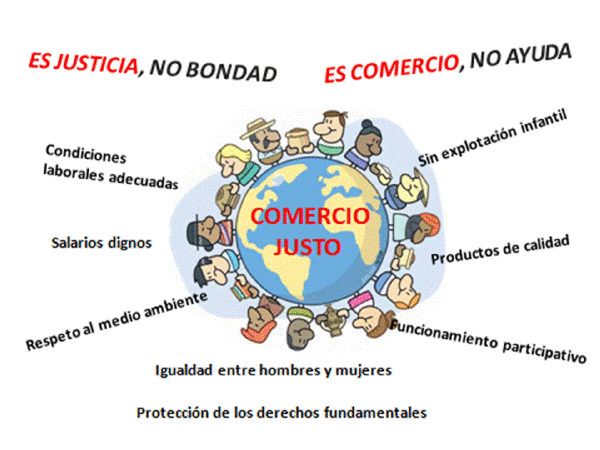 ES JUSTICIA, NO BONDAD
ES COMERCIO, NO AYUDA
Condiciones
laborales adecuadas
Sin explotación infantil
COMERCIO
JUSTO
Salarios dignos
Productos de calidad
Respeto al medio ambiente
Funcionamiento participativo
Igualdad entre hombres y mujeres
Protección de los derechos fundamentales